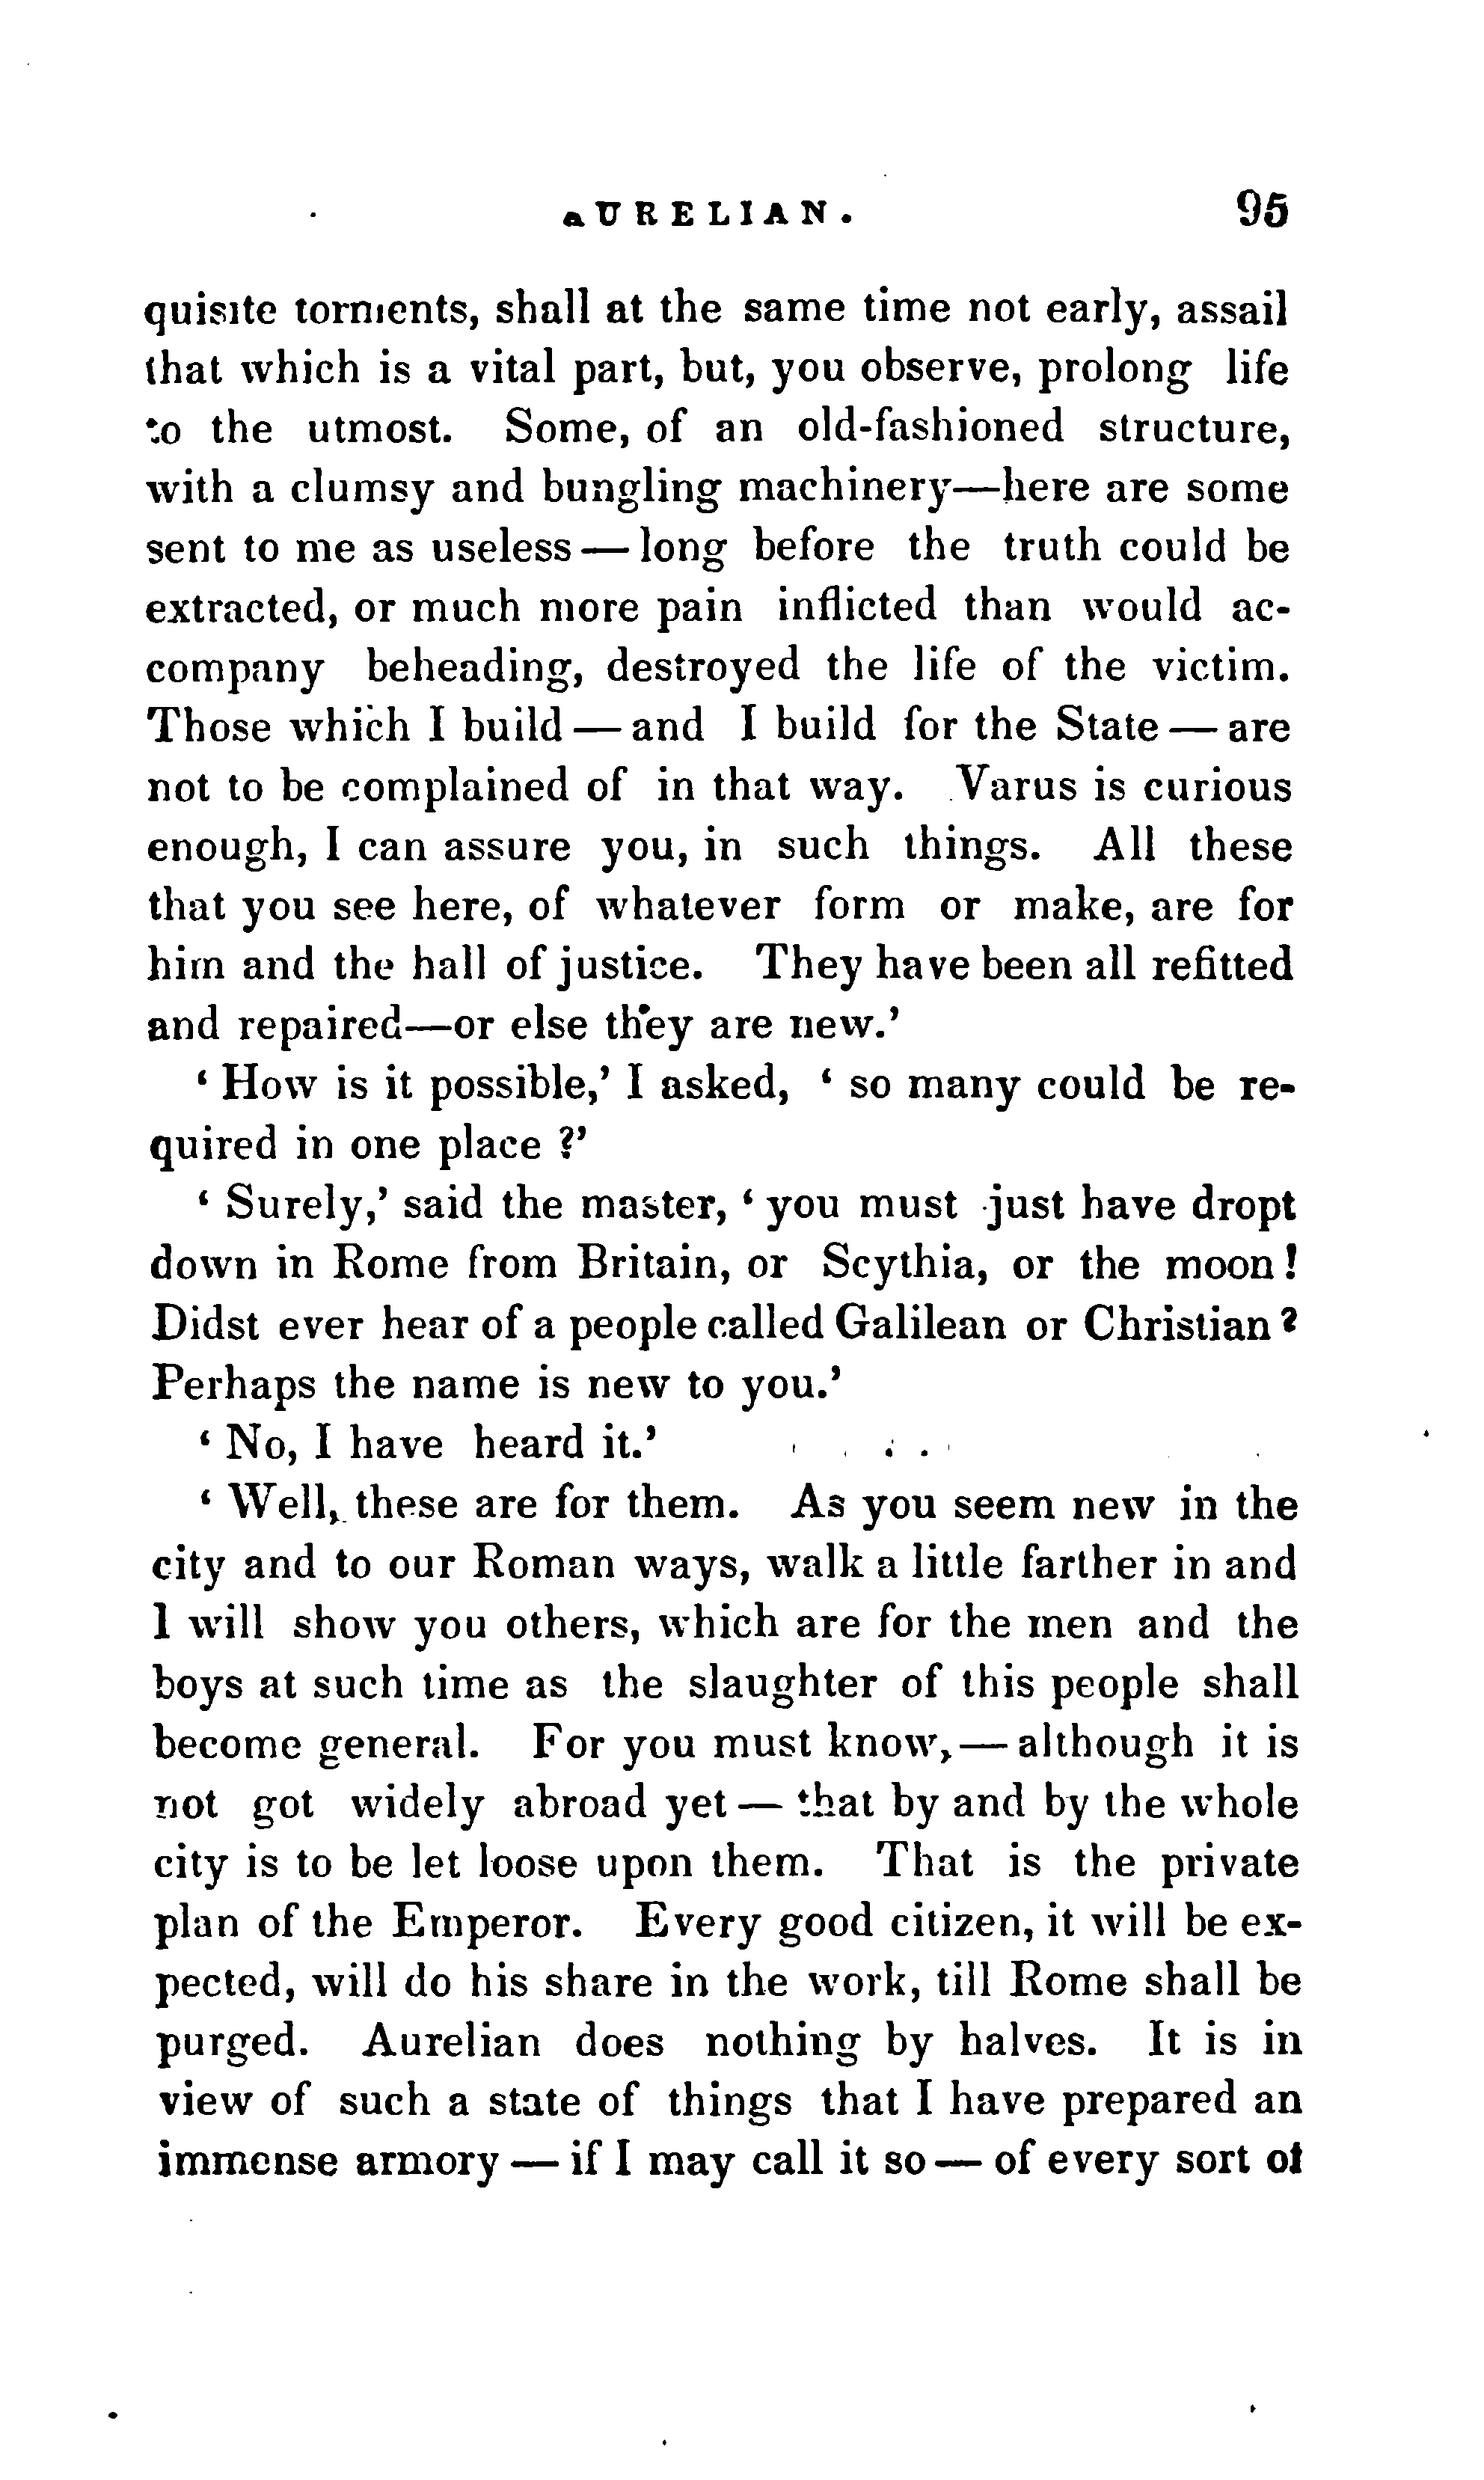 AURELIAN. 95
quisite torments, shall at the same time not early, assail
that which is a vital part, but, you observe, prolong life
to the utmost. Some, of an old-fashioned structure,
with a clumsy and bungling machinery—here are some
sent to me as useless — long before the truth could be
extracted, or much more pain inflicted than would ac-
company beheading, destroyed the life of the victim.
Those which I build — and I build for the State — are
not to be complained of in that way. Varus is curious
enough, I can assure you, in such things. All these
that you see here, of whatever form or make, are for
him and the hall of justice. They have been all refitted
and repaired—or else they are new.’
‘ How is it possible,’ I asked, ‘ so many could be re-
quired in one place ?’
‘ Surely,’ said the master, ‘ you must just have dropt
down in Rome from Britain, or Scythia, or the moon !
Didst ever hear of a people called Galilean or Christian ?
Perhaps the name is new to you.’
‘ No, I have heard it.’
‘ Well, these are for them. As you seem new in the
city and to our Roman ways, walk a little farther in and
I will show you others, which are for the men and the
boys at such time as the slaughter of this people shall
become general. For you must know, — although it is
not got widely abroad yet — that by and by the whole
city is to be let loose upon them. That is the private
plan of the Emperor. Every good citizen, it will be ex-
pected, will do his share in the work, till Rome shall be
purged. Aurelian does nothing by halves. It is in
view of such a state of things that I have prepared an
immense armory — if I may call it so — of every sort of